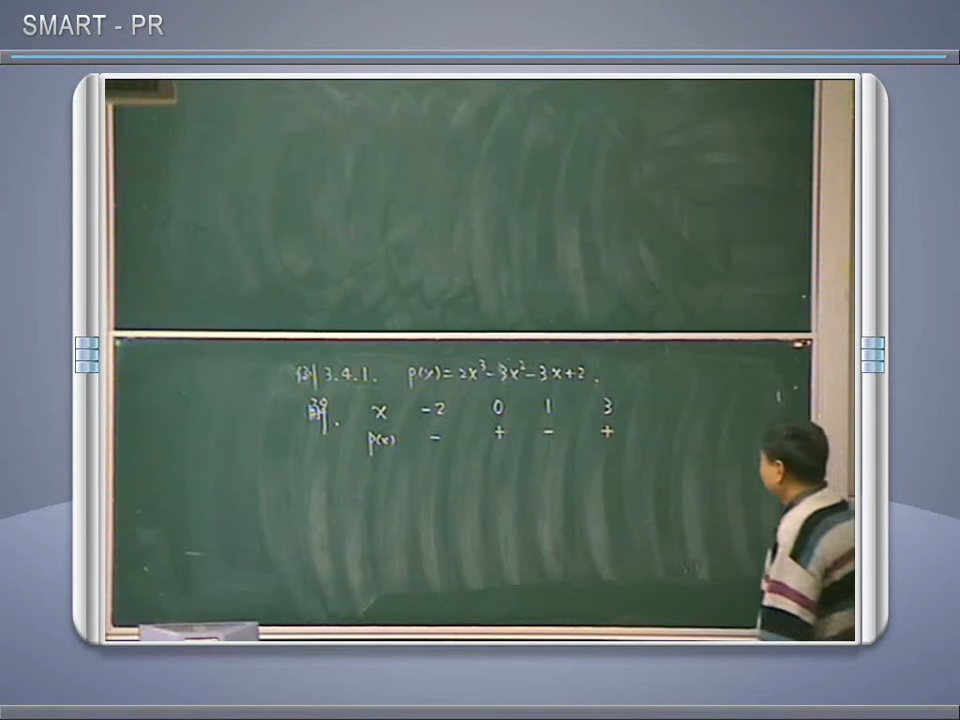 SMART - PR
例 3.4.1. p(x)=2x³-3x²-3x+2.
解. x -2 0 1 3
p(x) - + - +